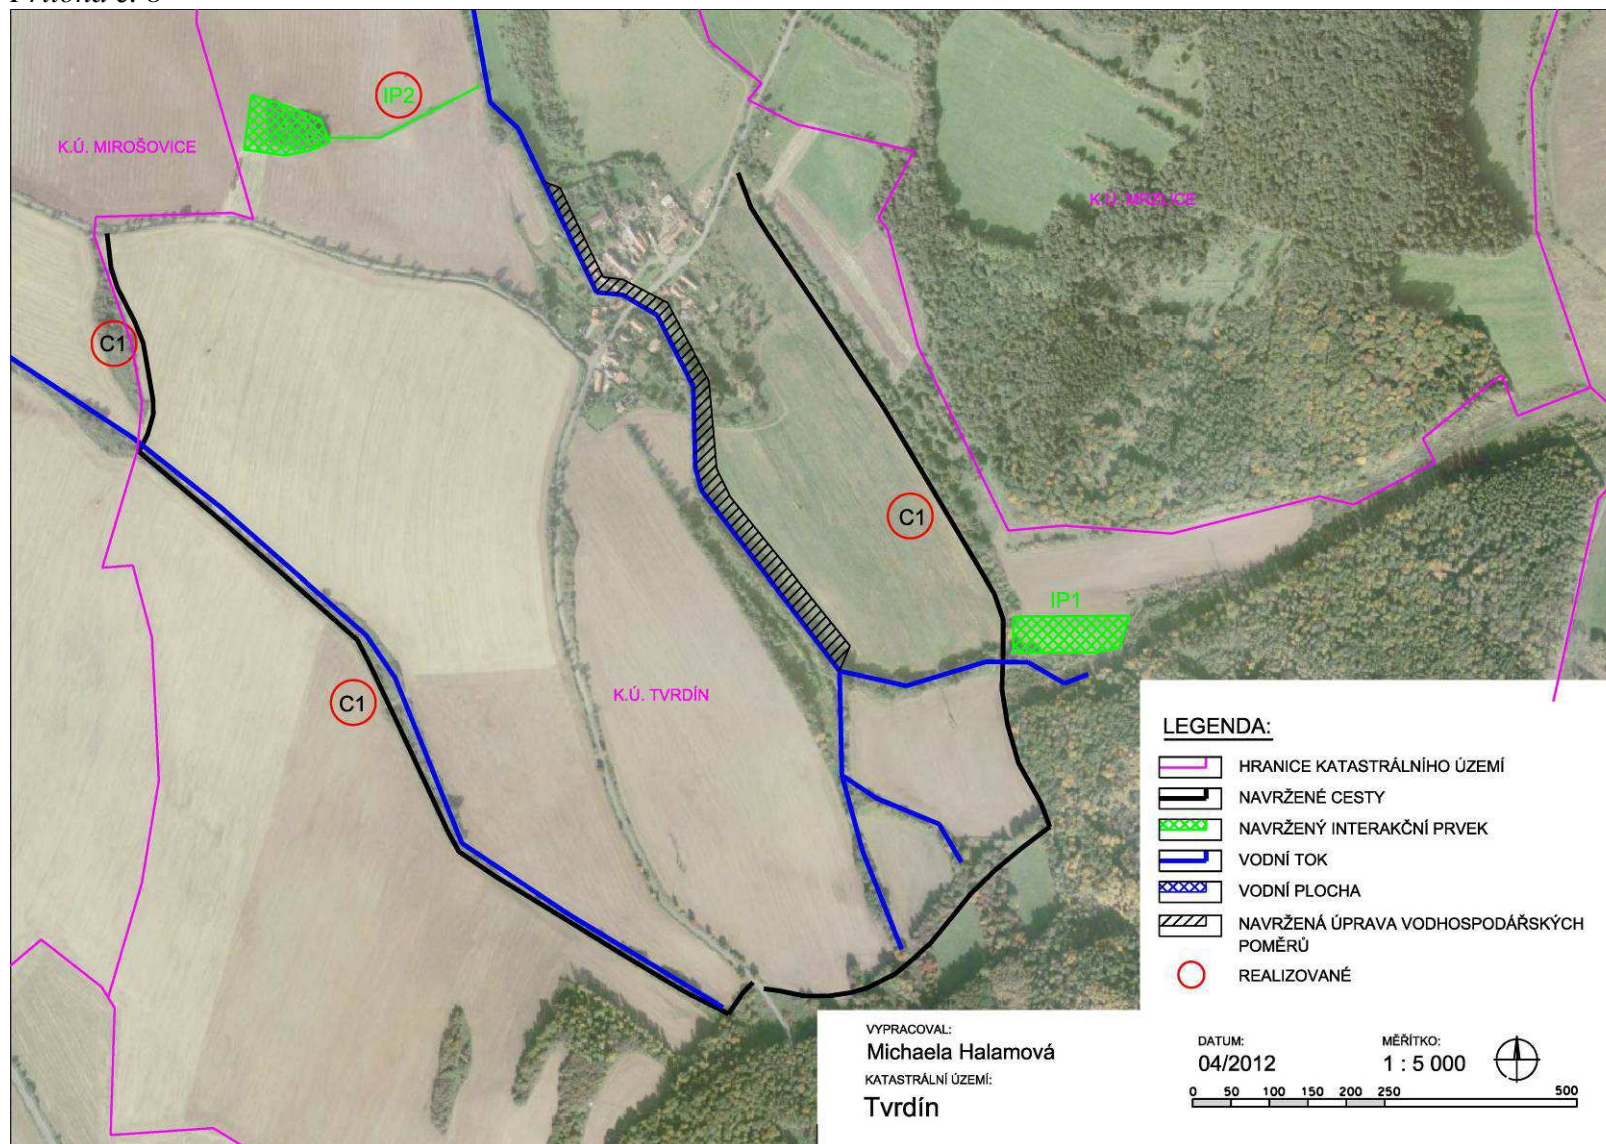 Příloha č. 8
IP2
K.Ú. MIROŠOVICE
K.Ú. MRZLICE
C1
C1
IP1
K.Ú. TVRDÍN
C1
LEGENDA:
HRANICE KATASTRÁLNÍHO ÚZEMÍ
NAVRŽENÉ CESTY
NAVRŽENÝ INTERAKČNÍ PRVEK
VODNÍ TOK
VODNÍ PLOCHA
NAVRŽENÁ ÚPRAVA VODHOSPODÁŘSKÝCH
POMĚRŮ
REALIZOVANÉ
VYPRACOVAL:
Michaela Halamová
KATASTRÁLNÍ ÚZEMÍ:
Tvrdín
DATUM:
04/2012
MĚŘÍTKO:
1 : 5 000
0 50 100 150 200 250 500